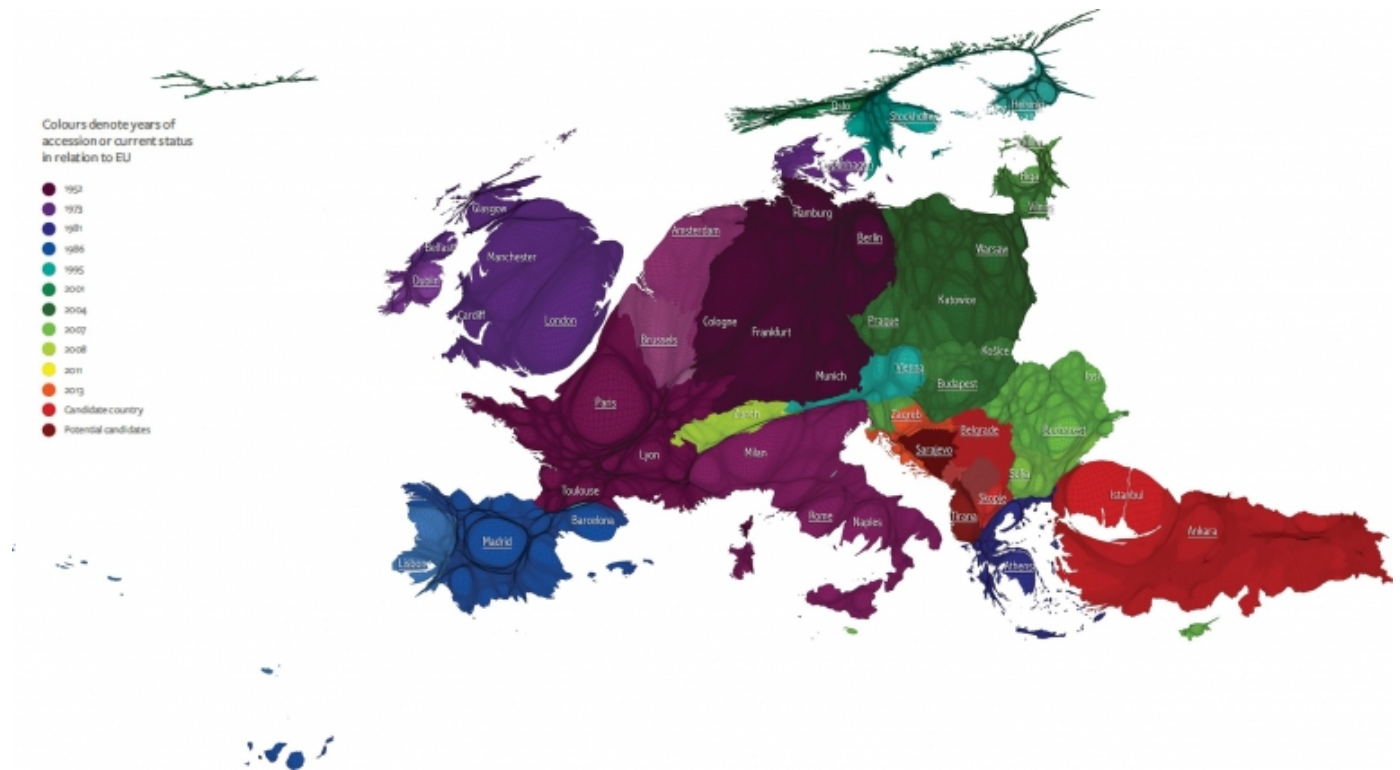 Colours denote years of
accession or current status
in relation to EU
1952
1973
1981
1986
1995
2001
2004
2007
2008
2011
2013
Candidate country
Potential candidates
Oslo
Stockholm
Helsinki
Riga
Vilnius
Glasgow
Belfast
Dublin
Manchester
Cardiff
London
Amsterdam
Hamburg
Berlin
Warsaw
Katowice
Cologne
Frankfurt
Prague
Brussels
Košice
Munich
Vienna
Budapest
Iasi
Paris
Zurich
Zagreb
Belgrade
Bucharest
Lyon
Milan
Sarajevo
Sofia
Toulouse
Skopje
Istanbul
Barcelona
Rome
Naples
Tirana
Ankara
Madrid
Lisbon
Athens